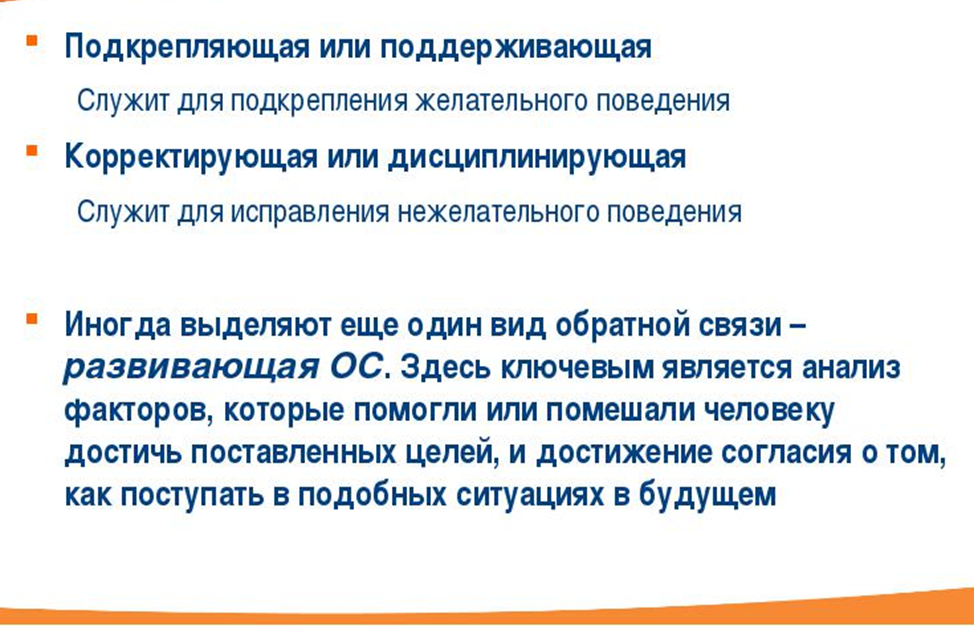 Подкрепляющая или поддерживающая
Служит для подкрепления желательного поведения
Корректирующая или дисциплинирующая
Служит для исправления нежелательного поведения
Иногда выделяют еще один вид обратной связи –
развивающая ОС. Здесь ключевым является анализ
факторов, которые помогли или помешали человеку
достичь поставленных целей, и достижение согласия о том,
как поступать в подобных ситуациях в будущем